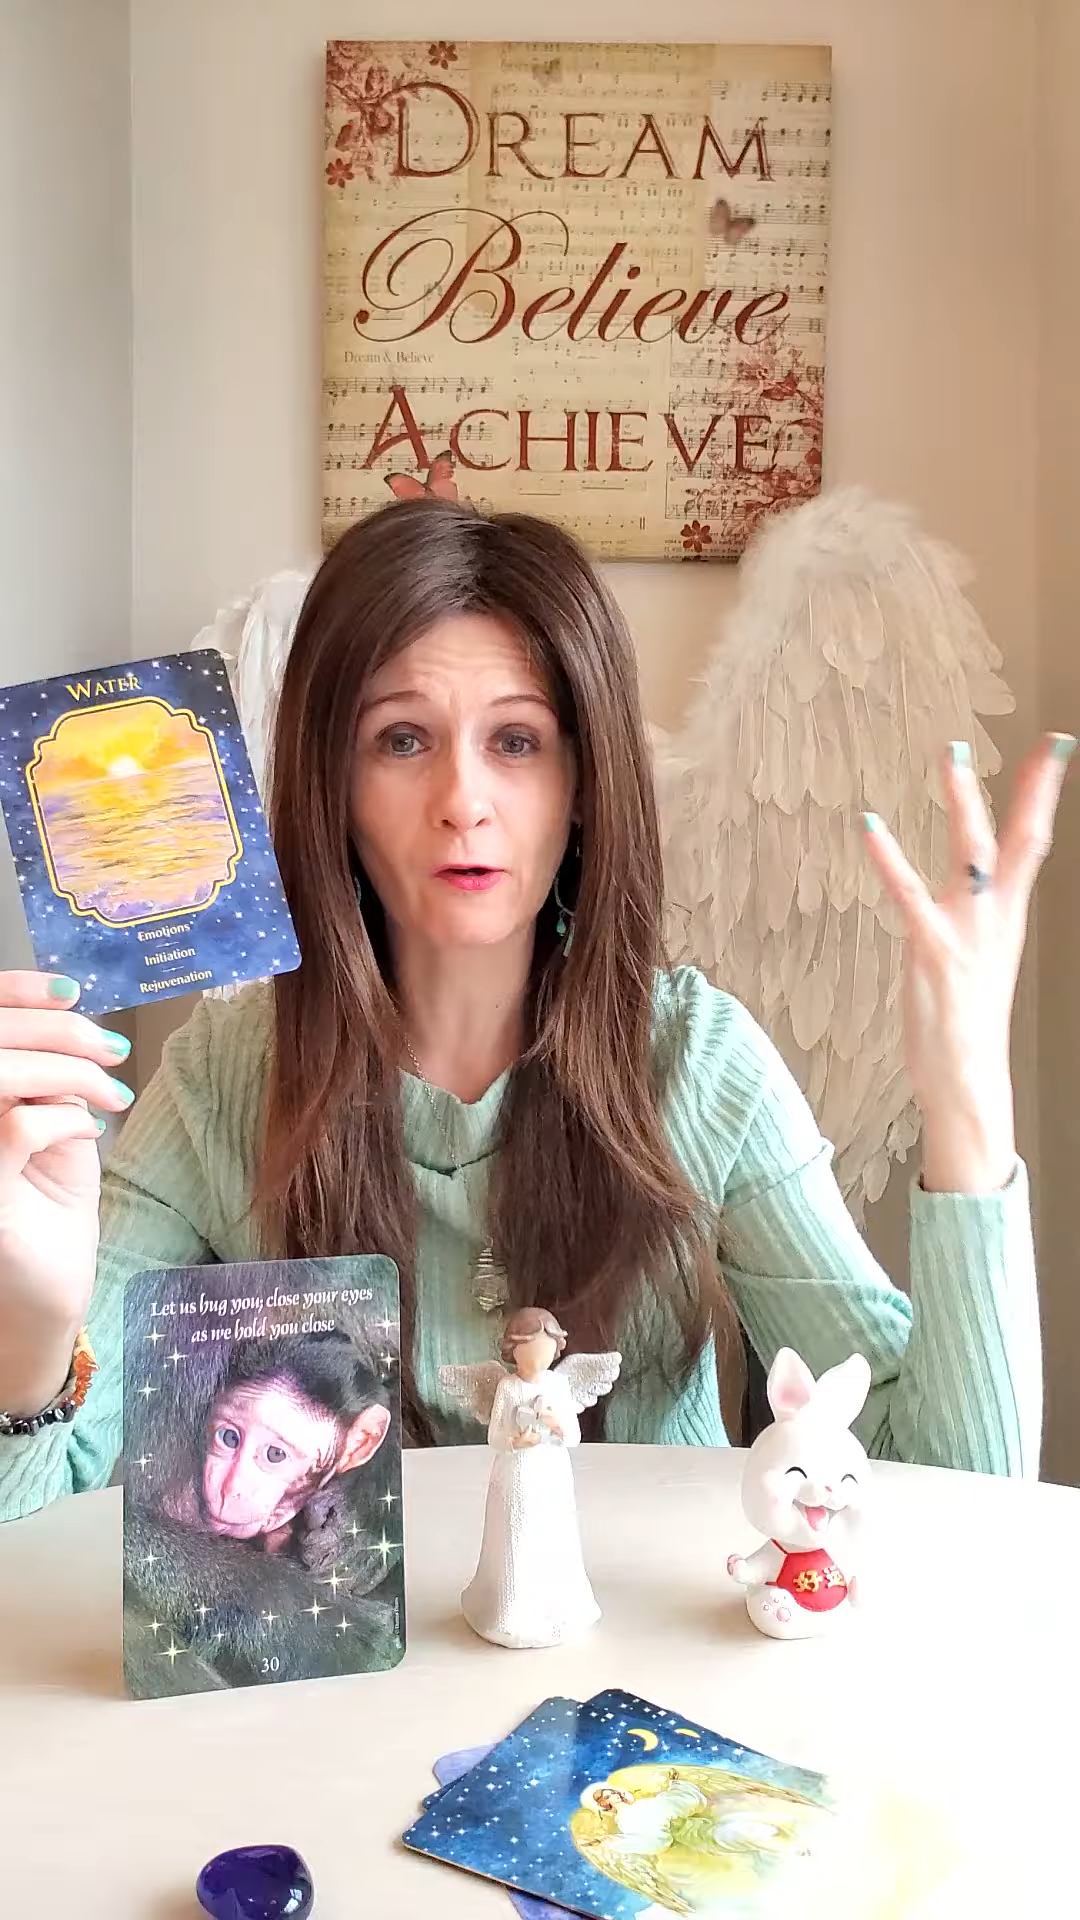 DREAM
Believe
Dream & Believe
ACHIEVE
WATER
Emotions
Initiation
Rejuvenation
Let us hug you; close your eyes
as we hold you close
30
好运